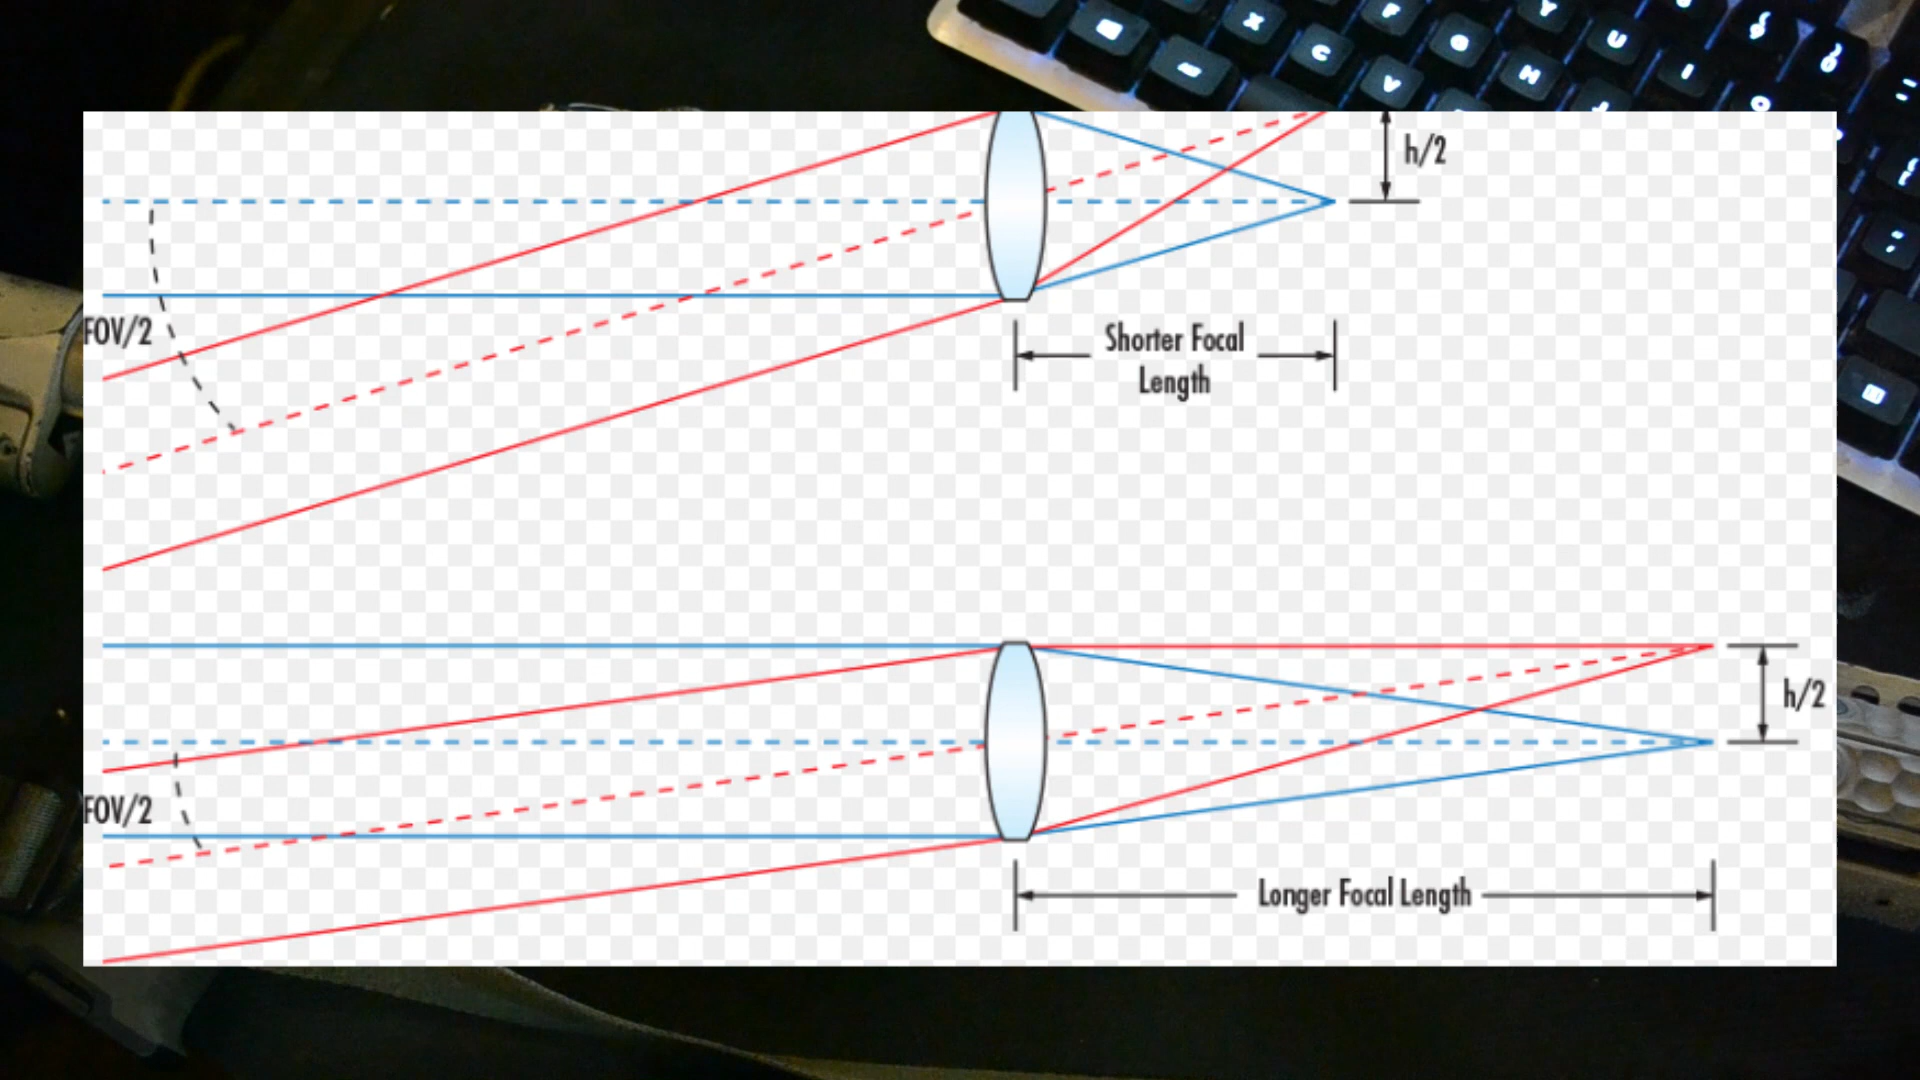 X
C
V
F
G
H
Y
U
I
O
h/2
FOV/2
Shorter Focal
Length
h/2
FOV/2
Longer Focal Length